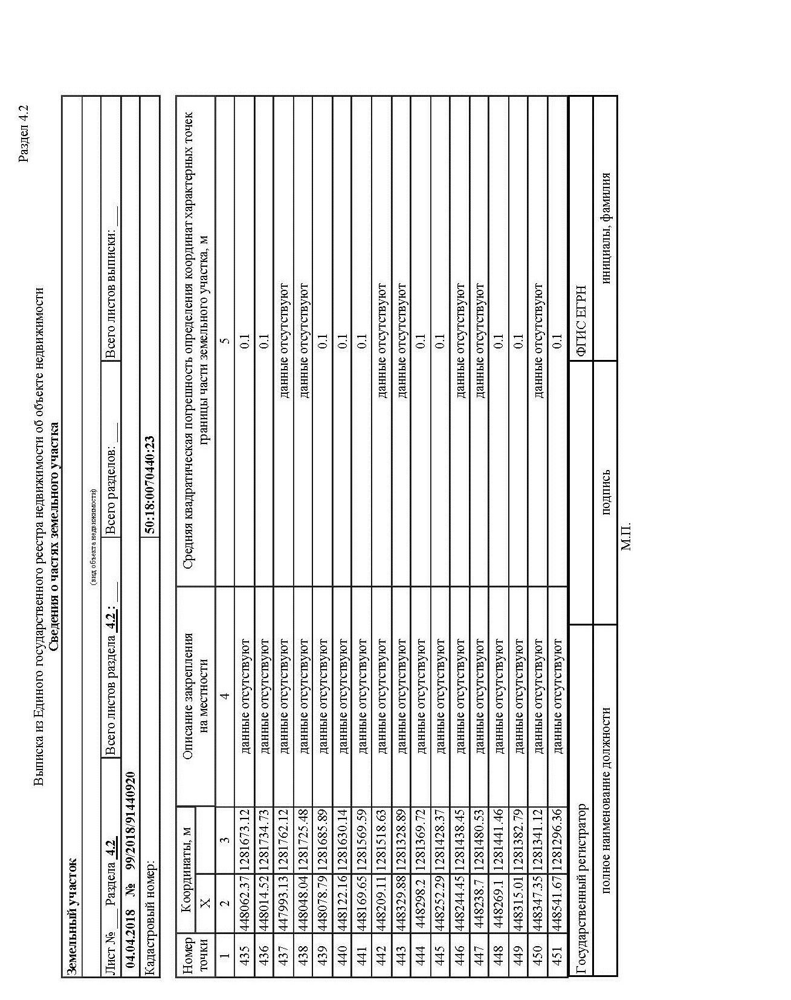 Раздел 4.2
Выписка из Единого государственного реестра недвижимости об объекте недвижимости
Сведения о частях земельного участка
Земельный участок
(вид объекта недвижимости)
Лист № ___ Раздела 4.2 Всего листов раздела 4.2 : ___ Всего разделов: ___ Всего листов выписки: ___
04.04.2018 № 99/2018/91440920
Кадастровый номер: 50:18:0070440:23
Номер точки Координаты, м Описание закрепления на местности Средняя квадратическая погрешность определения координат характерных точек границы части земельного участка, м
X
1 2 3 4 5
435 448062.37 1281673.12 данные отсутствуют 0.1
436 448014.52 1281734.73 данные отсутствуют 0.1
437 447993.13 1281762.12 данные отсутствуют данные отсутствуют
438 448048.04 1281725.48 данные отсутствуют данные отсутствуют
439 448078.79 1281685.89 данные отсутствуют 0.1
440 448122.16 1281630.14 данные отсутствуют 0.1
441 448169.65 1281569.59 данные отсутствуют 0.1
442 448209.11 1281518.63 данные отсутствуют данные отсутствуют
443 448329.88 1281328.89 данные отсутствуют данные отсутствуют
444 448298.2 1281369.72 данные отсутствуют 0.1
445 448252.29 1281428.37 данные отсутствуют 0.1
446 448244.45 1281438.45 данные отсутствуют данные отсутствуют
447 448238.7 1281480.53 данные отсутствуют данные отсутствуют
448 448269.1 1281441.46 данные отсутствуют 0.1
449 448315.01 1281382.79 данные отсутствуют 0.1
450 448347.35 1281341.12 данные отсутствуют данные отсутствуют
451 448541.67 1281296.36 данные отсутствуют 0.1
Государственный регистратор ФГИС ЕГРН
полное наименование должности подпись инициалы, фамилия
М.П.